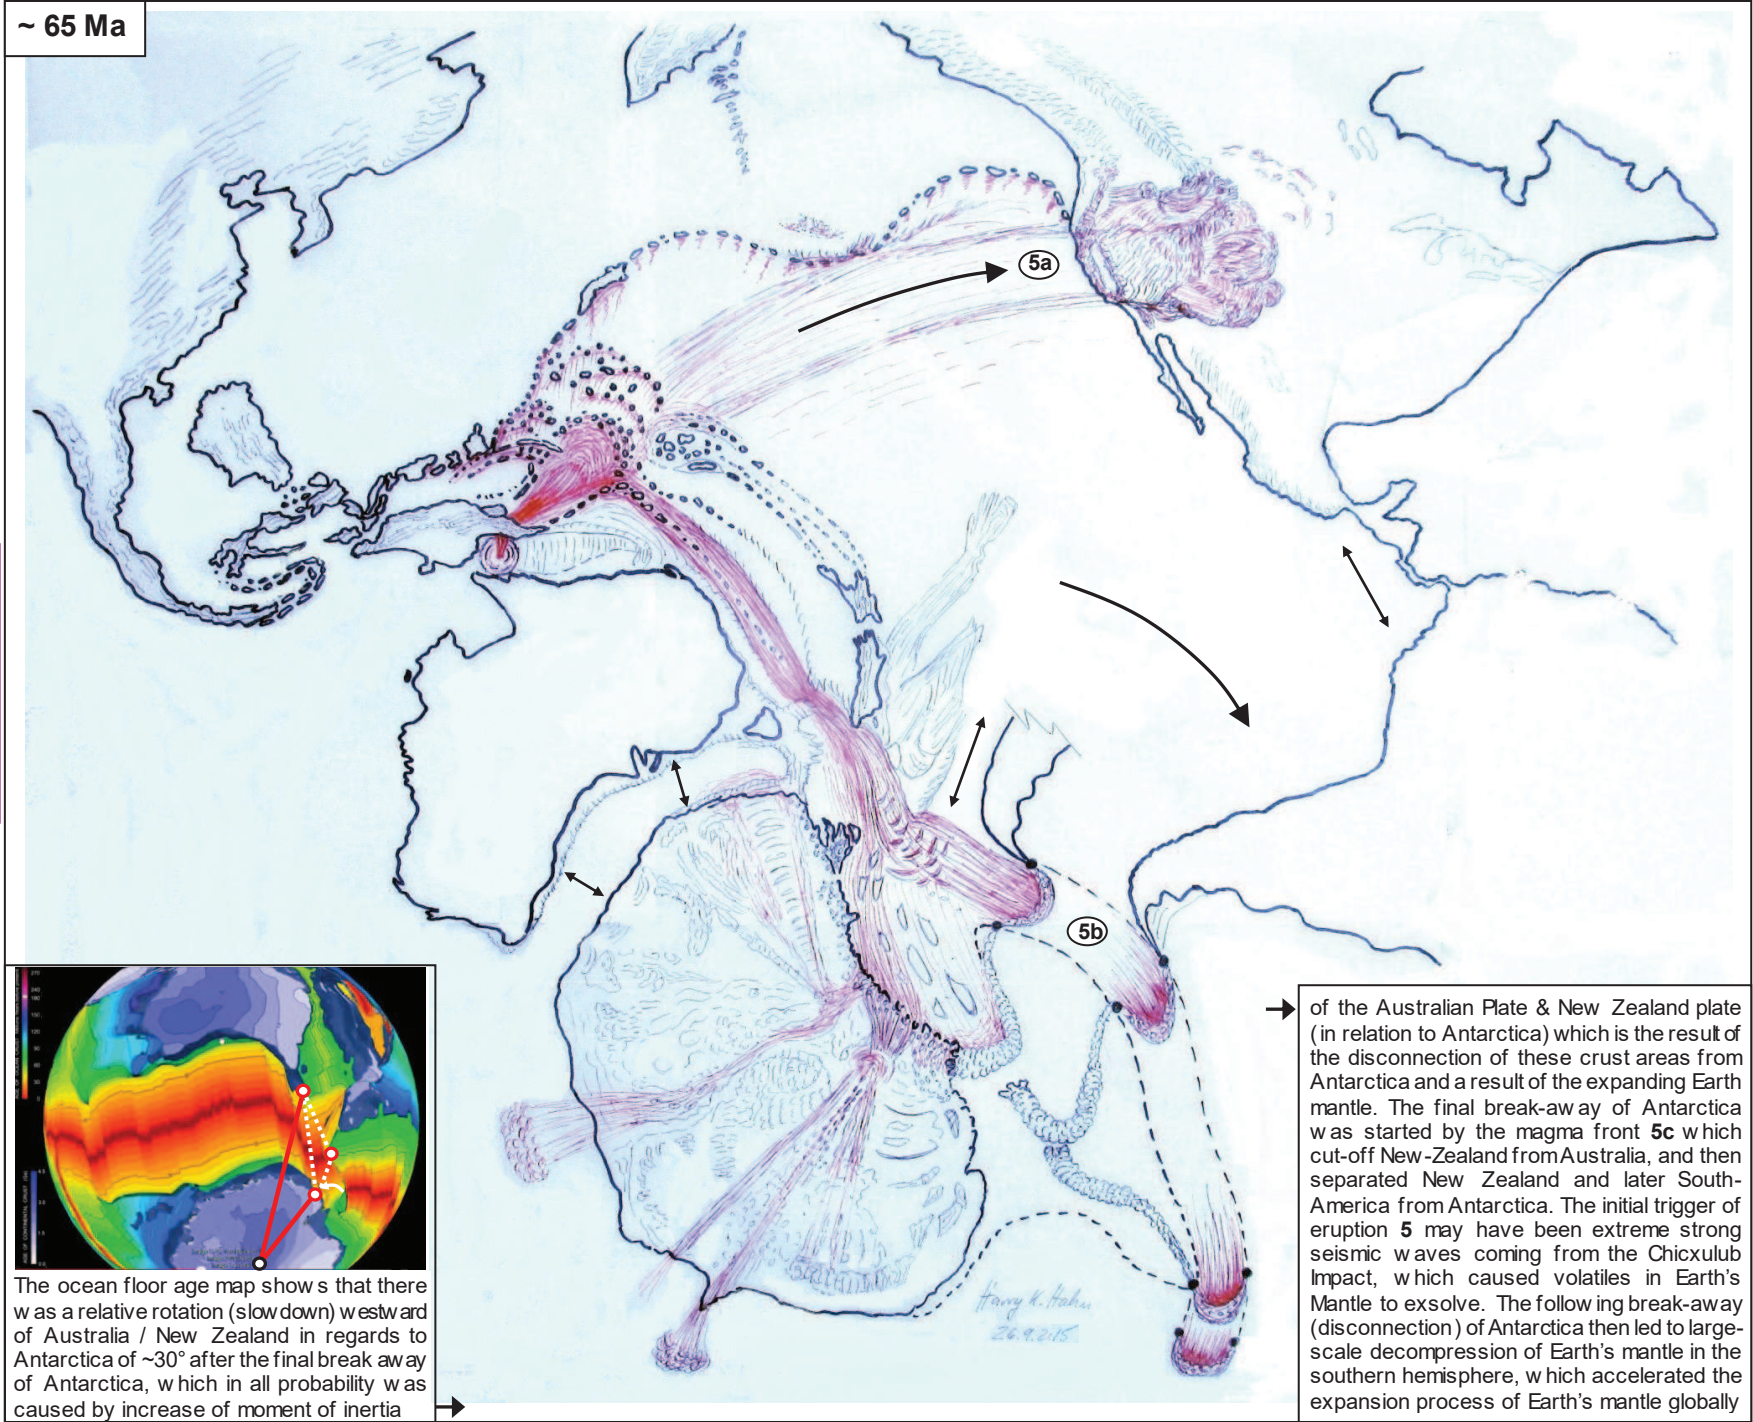 ~ 65 Ma
5a
5b
Harry K. Hahn
26.9.2015
The ocean floor age map shows that there
was a relative rotation (slow down) westward
of Australia / New Zealand in regards to
Antarctica of ~30° after the final break away
of Antarctica, which in all probability was
caused by increase of moment of inertia
of the Australian Plate & New Zealand plate
(in relation to Antarctica) which is the result of
the disconnection of these crust areas from
Antarctica and a result of the expanding Earth
mantle. The final break-away of Antarctica
was started by the magma front 5c which
cut-off New-Zealand from Australia, and then
separated New Zealand and later South-
America from Antarctica. The initial trigger of
eruption 5 may have been extreme strong
seismic waves coming from the Chicxulub
Impact, which caused volatiles in Earth's
Mantle to exsolve. The following break-away
(disconnection) of Antarctica then led to large-
scale decompression of Earth's mantle in the
southern hemisphere, which accelerated the
expansion process of Earth's mantle globally